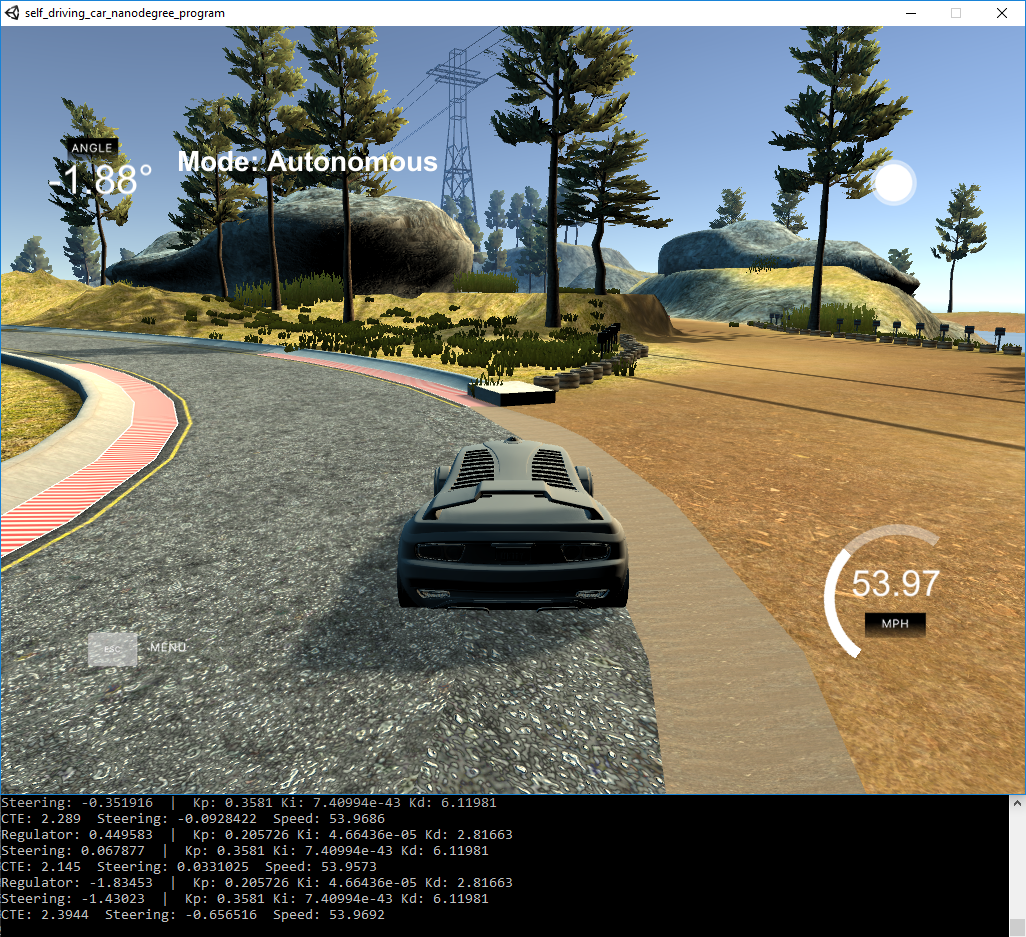 self_driving_car_nanodegree_program
ANGLE
-1.88°
Mode: Autonomous
53.97
MPH
ESC
MENU
Steering: -0.351916 | Kp: 0.3581 Ki: 7.40994e-43 Kd: 6.11981
CTE: 2.289 Steering: -0.0928422 Speed: 53.9686
Regulator: 0.449583 | Kp: 0.205726 Ki: 4.66436e-05 Kd: 2.81663
Steering: 0.067877 | Kp: 0.3581 Ki: 7.40994e-43 Kd: 6.11981
CTE: 2.145 Steering: 0.0331025 Speed: 53.9573
Regulator: -1.83453 | Kp: 0.205726 Ki: 4.66436e-05 Kd: 2.81663
Steering: -1.43023 | Kp: 0.3581 Ki: 7.40994e-43 Kd: 6.11981
CTE: 2.3944 Steering: -0.656516 Speed: 53.9692